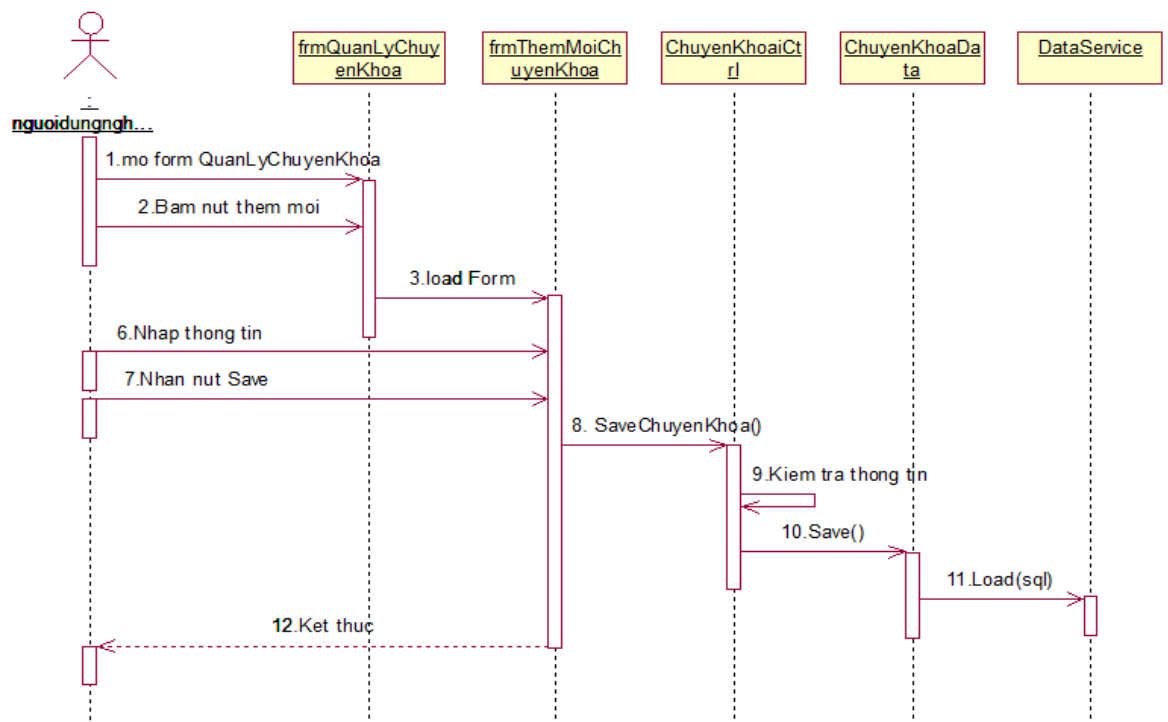 frmQuanLyChuy
enKhoa
frmThemMoiCh
uyenKhoa
ChuyenKhoaiCt
rl
ChuyenKhoaDa
ta
DataService
:
nguoidungngh...
1.mo form QuanLyChuyenKhoa
2.Bam nut them moi
3.load Form
6.Nhap thong tin
7.Nhan nut Save
8. SaveChuyenKhoa()
9.Kiem tra thong tin
10.Save()
11.Load(sql)
12.Ket thuc